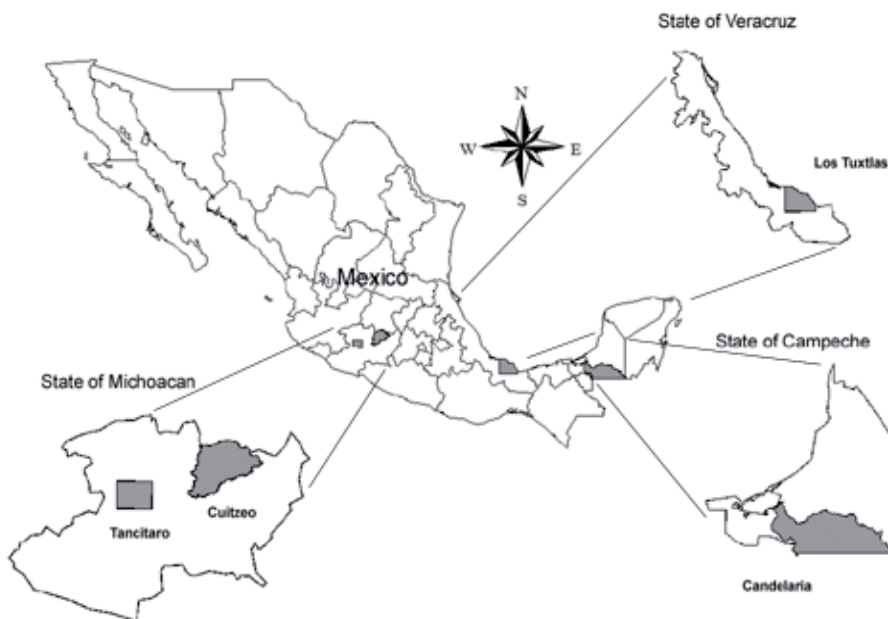 State of Veracruz
N
W
E
S
Los Tuxtlas
Mexico
State of Campeche
State of Michoacan
Cuitzeo
Tancitaro
Candelaria